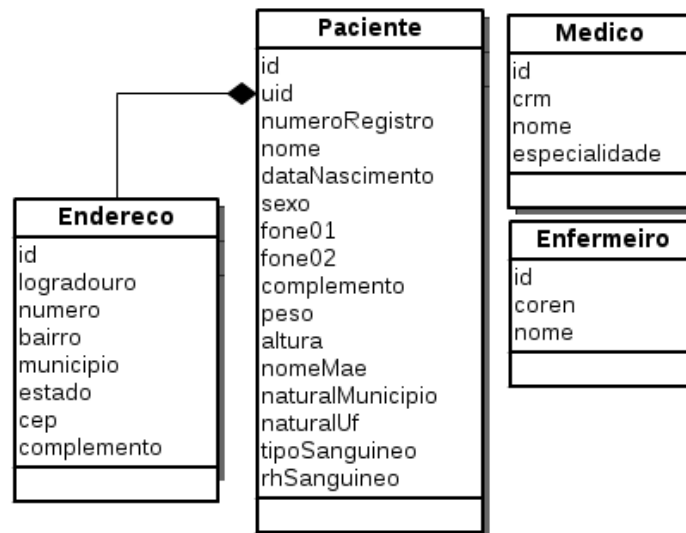 Paciente
id
uid
numeroRegistro
nome
dataNascimento
sexo
fone01
fone02
complemento
peso
altura
nomeMae
naturalMunicipio
naturalUf
tipoSanguineo
rhSanguineo
Medico
id
crm
nome
especialidade
Endereco
id
logradouro
numero
bairro
municipio
estado
cep
complemento
Enfermeiro
id
coren
nome